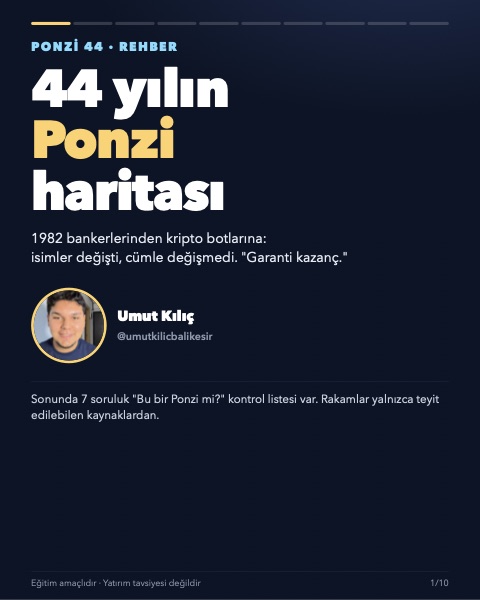 PONZİ 44 · REHBER
44 yılın
Ponzi
haritası
1982 bankerlerinden kripto botlarına:
isimler değişti, cümle değişmedi. "Garanti kazanç."
Umut Kılıç
@umutkilicbalikesir
Sonunda 7 soruluk "Bu bir Ponzi mi?" kontrol listesi var. Rakamlar yalnızca teyit
edilebilen kaynaklardan.
Eğitim amaçlıdır · Yatırım tavsiyesi değildir
1/10